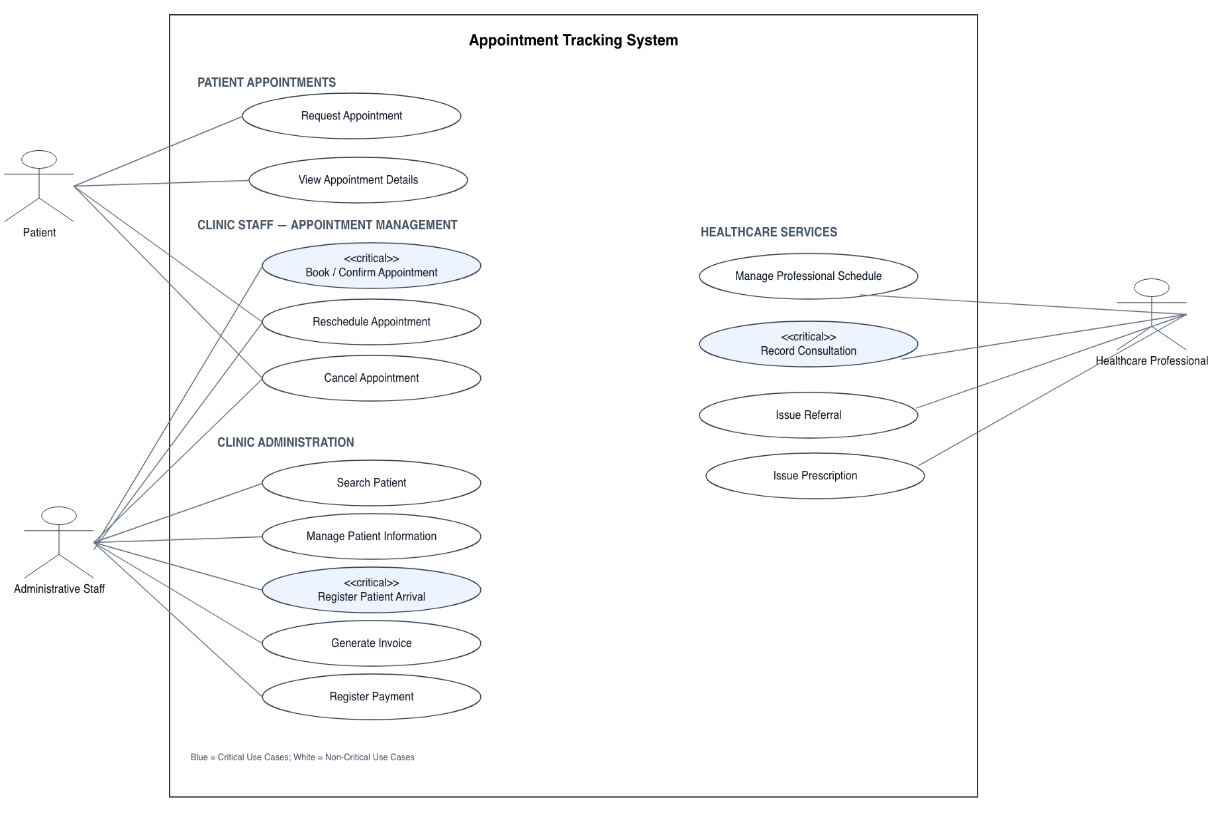 Appointment Tracking System
PATIENT APPOINTMENTS
Request Appointment
View Appointment Details
Patient
CLINIC STAFF — APPOINTMENT MANAGEMENT
<<critical>>
Book / Confirm Appointment
Reschedule Appointment
Cancel Appointment
CLINIC ADMINISTRATION
Search Patient
Manage Patient Information
<<critical>>
Register Patient Arrival
Generate Invoice
Register Payment
Administrative Staff
HEALTHCARE SERVICES
Manage Professional Schedule
<<critical>>
Record Consultation
Issue Referral
Issue Prescription
Healthcare Professional
Blue = Critical Use Cases; White = Non-Critical Use Cases